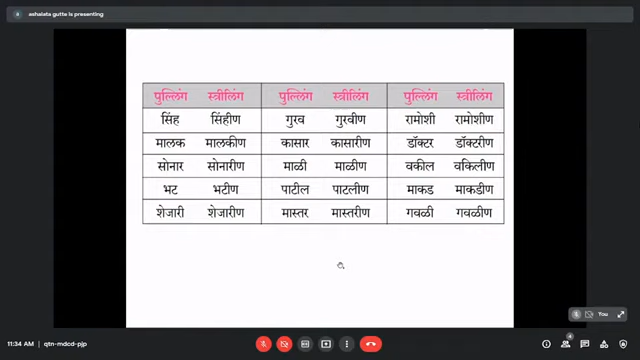 ashalata gutte is presenting
पुल्लिंग स्त्रीलिंग पुल्लिंग स्त्रीलिंग पुल्लिंग स्त्रीलिंग
सिंह सिंहीण गुरव गुरवीण रामोशी रामोशीण
मालक मालकीण कासार कासारीण डॉक्टर डॉक्टरीण
सोनार सोनारीण माळी माळीण वकील वकिलीण
भट भटीण पाटील पाटलीण माकड माकडीण
शेजारी शेजारीण मास्तर मास्तरीण गवळी गवळीण
You
11:34 AM | qtn-mdcd-pjp